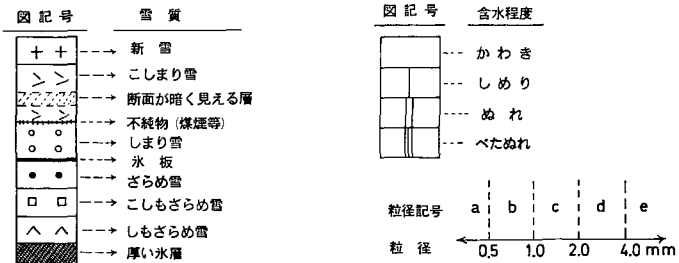 図記号 雪質
新雪
こしまり雪
断面が暗く見える層
不純物(煤煙等)
しまり雪
氷板
ざらめ雪
こしもざらめ雪
しもざらめ雪
厚い氷層
図記号 含水程度
かわき
しめり
ぬれ
べたぬれ
粒径記号 a b c d e
粒径 0.5 1.0 2.0 4.0 mm